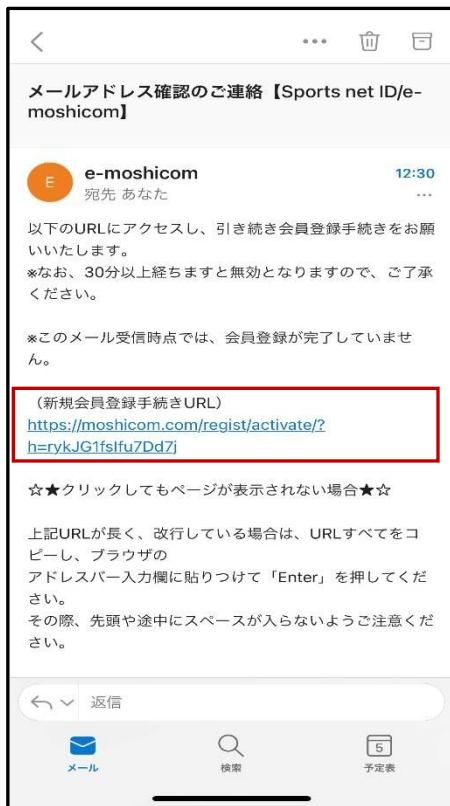 メールアドレス確認のご連絡【Sports net ID/e-
moshicom】
E
e-moshicom
12:30
宛先 あなた
以下のURLにアクセスし、引き続き会員登録手続きをお願
いいたします。
※なお、30分以上経ちますと無効となりますので、ご了承
ください。
※このメール受信時点では、会員登録が完了していませ
ん。
（新規会員登録手続きURL）
https://moshicom.com/regist/activate/?
h=rykJG1fsIfu7Dd7j
☆★クリックしてもページが表示されない場合★☆
上記URLが長く、改行している場合は、URLすべてをコ
ピーし、ブラウザの
アドレスバー入力欄に貼りつけて「Enter」を押してくだ
さい。
その際、先頭や途中にスペースが入らないようご注意くだ
さい。
返信
メール
検索
5
予定表